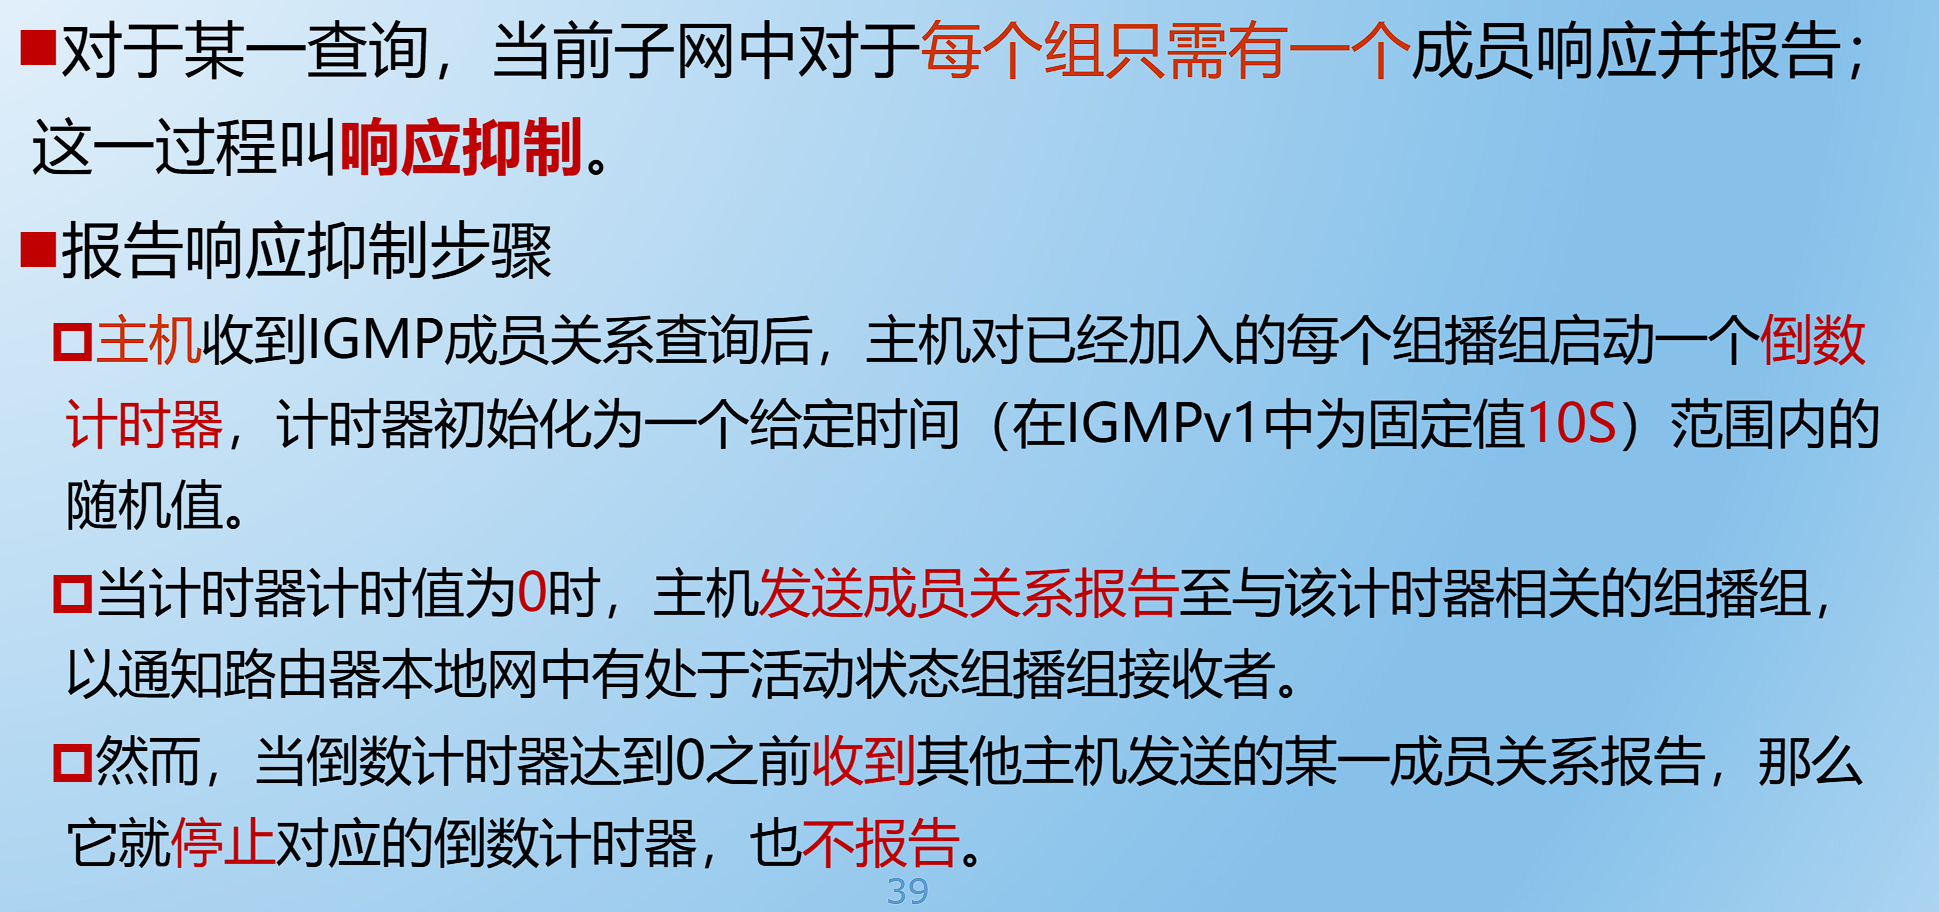 对于某一查询，当前子网中对于每个组只需有一个成员响应并报告；
这一过程叫响应抑制。
报告响应抑制步骤
主机收到IGMP成员关系查询后，主机对已经加入的每个组播组启动一个倒数
计时器，计时器初始化为一个给定时间（在IGMPv1中为固定值10S）范围内的
随机值。
当计时器计时值为0时，主机发送成员关系报告至与该计时器相关的组播组，
以通知路由器本地网中有处于活动状态组播组接收者。
然而，当倒数计时器达到0之前收到其他主机发送的某一成员关系报告，那么
它就停止对应的倒数计时器，也不报告。
39